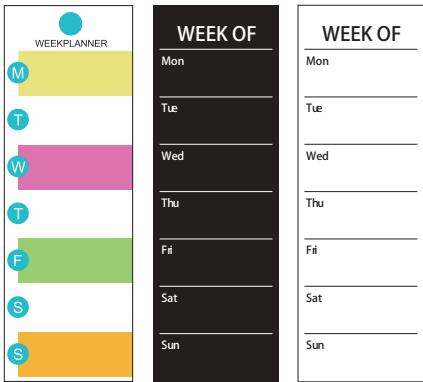 WEEKPLANNER
M
T
W
T
F
S
S
WEEK OF
Mon
Tue
Wed
Thu
Fri
Sat
Sun
WEEK OF
Mon
Tue
Wed
Thu
Fri
Sat
Sun